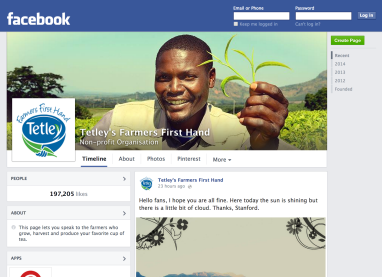 facebook
Email or Phone
Password
Log In
Keep me logged in
Can't log in?
Create Page
Recent
2014
2013
2012
Founded
Farmers First Hand
Tetley
Tetley's Farmers First Hand
Non-profit Organisation
Timeline
About
Photos
Pinterest
More
PEOPLE
197,205 likes
ABOUT
This page lets you speak to the farmers who
grow, harvest and produce your favorite cup of
tea.
APPS
Tetley
Tetley's Farmers First Hand
23 hours ago
Hello fans, I hope you are all fine. Here today the sun is shining but
there is a little bit of cloud. Thanks, Stanford.